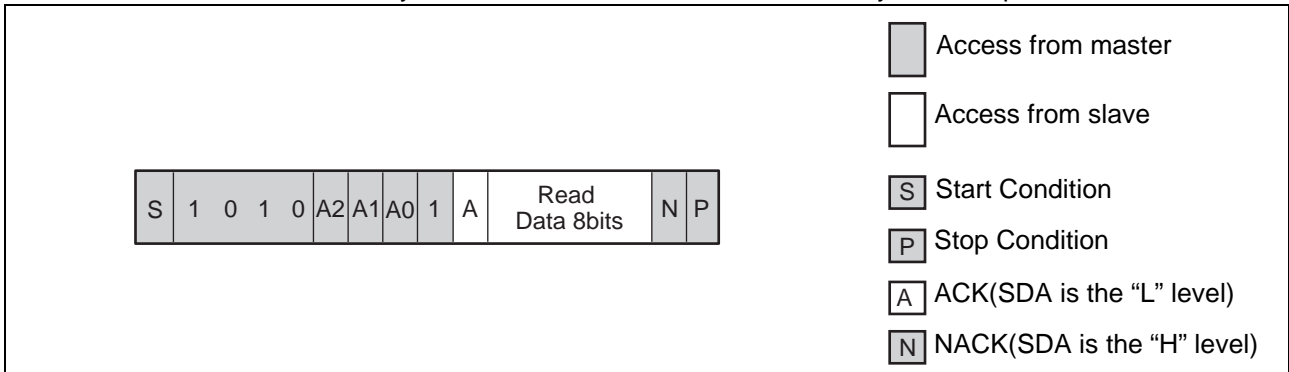 S 1 0 1 0 A2 A1 A0 1 A Read Data 8bits N P
Access from master
Access from slave
S Start Condition
P Stop Condition
A ACK(SDA is the “L” level)
N NACK(SDA is the “H” level)